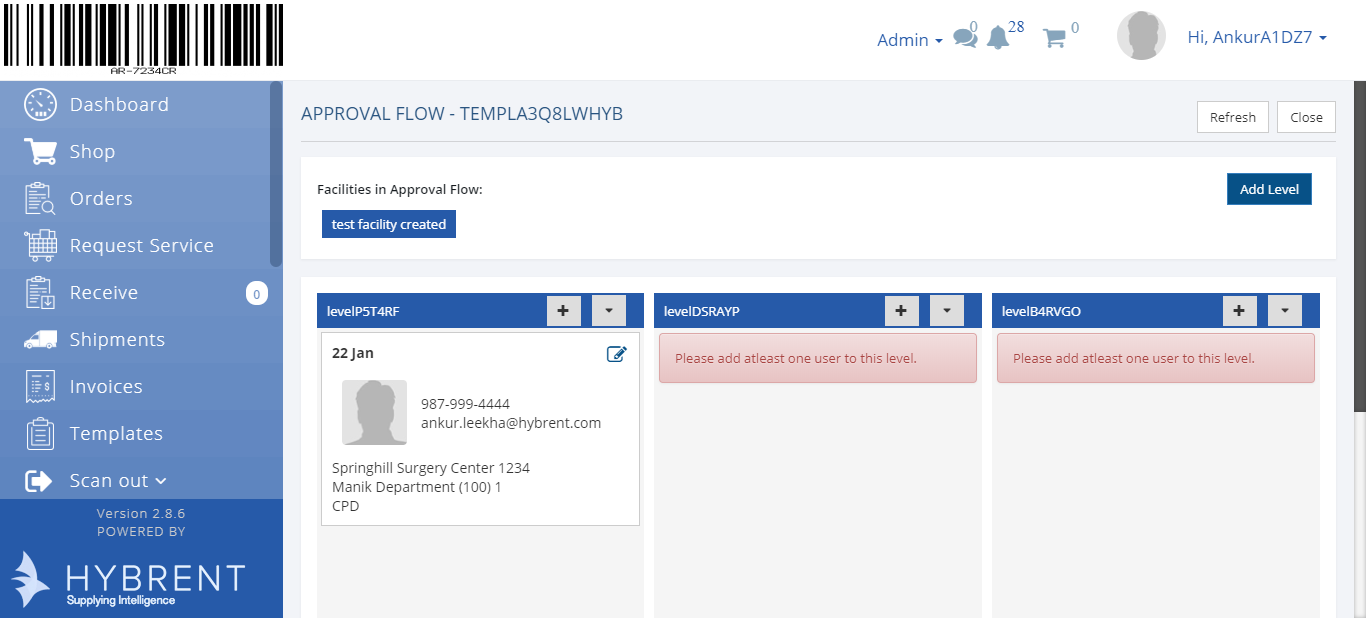 AR-7234CR
Admin
0
28
0
Hi, AnkurA1DZ7
Dashboard
Shop
Orders
Request Service
Receive
0
Shipments
Invoices
Templates
Scan out
Version 2.8.6
POWERED BY
HYBRENT
Supplying Intelligence
APPROVAL FLOW - TEMPLA3Q8LWHYB
Refresh
Close
Facilities in Approval Flow:
Add Level
test facility created
levelP5T4RF
22 Jan
987-999-4444
ankur.leekha@hybrent.com
Springhill Surgery Center 1234
Manik Department (100) 1
CPD
levelDSRAYP
Please add atleast one user to this level.
levelB4RVGO
Please add atleast one user to this level.